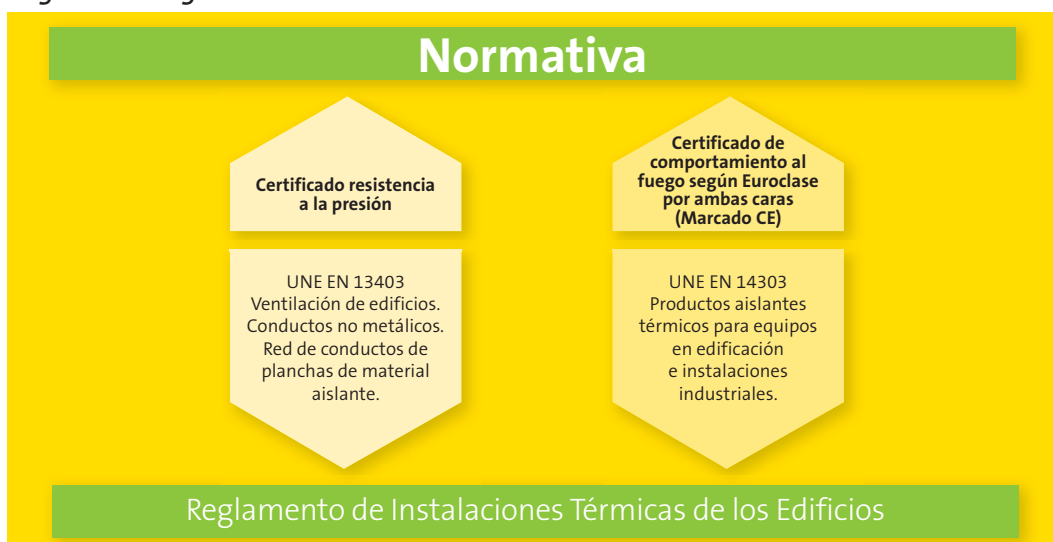 Normativa
Certificado resistencia
a la presión
Certificado de
comportamiento al
fuego según Euroclase
por ambas caras
(Marcado CE)
UNE EN 13403
Ventilación de edificios.
Conductos no metálicos.
Red de conductos de
planchas de material
aislante.
UNE EN 14303
Productos aislantes
térmicos para equipos
en edificación
e instalaciones
industriales.
Reglamento de Instalaciones Térmicas de los Edificios